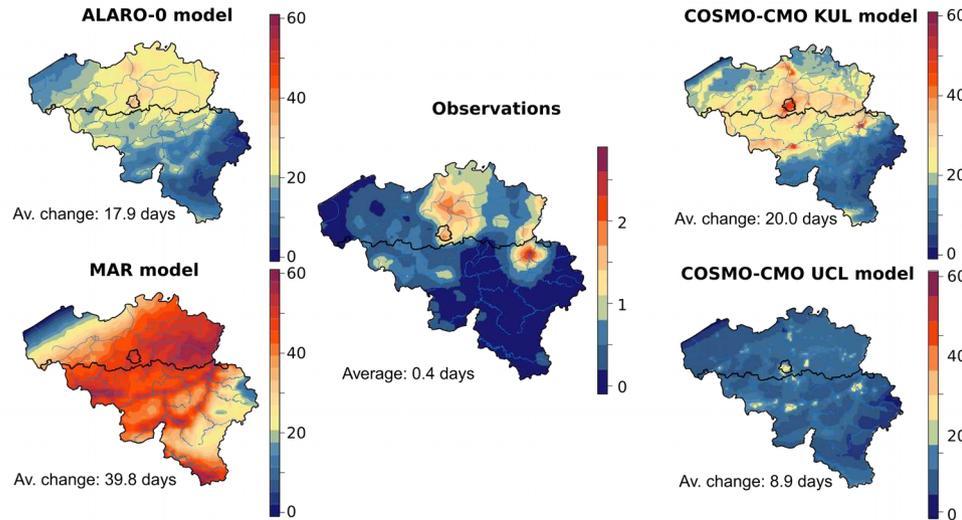 ALARO-0 model
60
40
20
0
Av. change: 17.9 days
MAR model
60
40
20
0
Av. change: 39.8 days
Observations
2
1
0
Average: 0.4 days
COSMO-CMO KUL model
60
40
20
0
Av. change: 20.0 days
COSMO-CMO UCL model
60
40
20
0
Av. change: 8.9 days